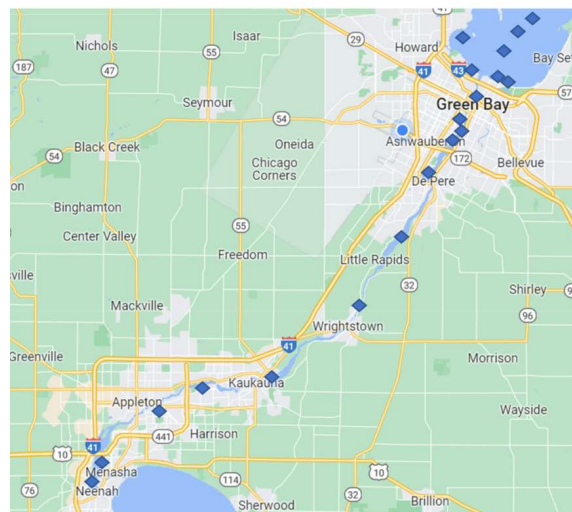 41
Isaar
Nichols
29
Howard
55
187
47
41
43
Bay Set
Seymour
57
Green Bay
54
Oneida
Ashwaubenon
Black Creek
172
54
Chicago
Corners
Bellevue
on
De Pere
Binghamton
55
Center Valley
Freedom
Little Rapids
sville
32
Shirley
Mackville
96
Wrightstown
41
Greenville
Morrison
Kaukauna
Appleton
Wayside
441
Harrison
41
10
10
Menasha
114
76
Neenah
32
Sherwood
Brillion